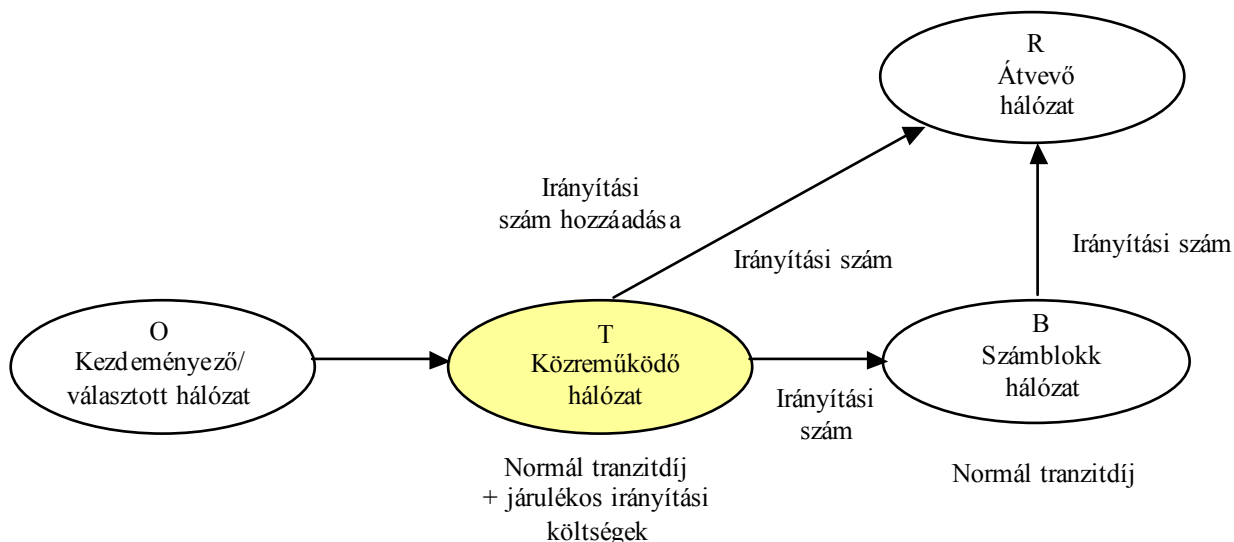 R
Átvevő
hálózat
Irányítási
szám hozzáadása
Irányítási szám
Irányítási szám
O
Kezdeményező/
választott hálózat
T
Közreműködő
hálózat
B
Számblokk
hálózat
Irányítási
szám
Normál tranzitdíj
+ járulékos irányítási
költségek
Normál tranzitdíj